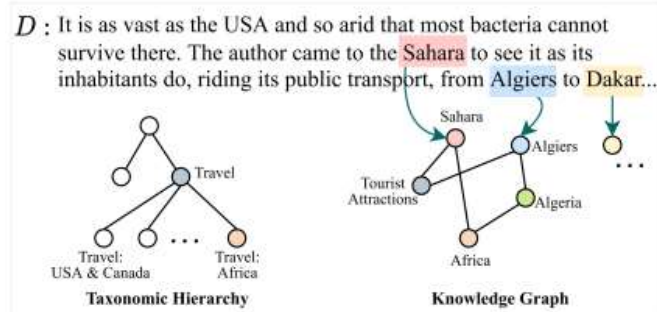 D : It is as vast as the USA and so arid that most bacteria cannot
survive there. The author came to the Sahara to see it as its
inhabitants do, riding its public transport, from Algiers to Dakar...
Sahara
Algiers
...
Travel
Tourist
Attractions
Algeria
...
Travel:
USA & Canada
Travel:
Africa
Africa
Taxonomic Hierarchy
Knowledge Graph